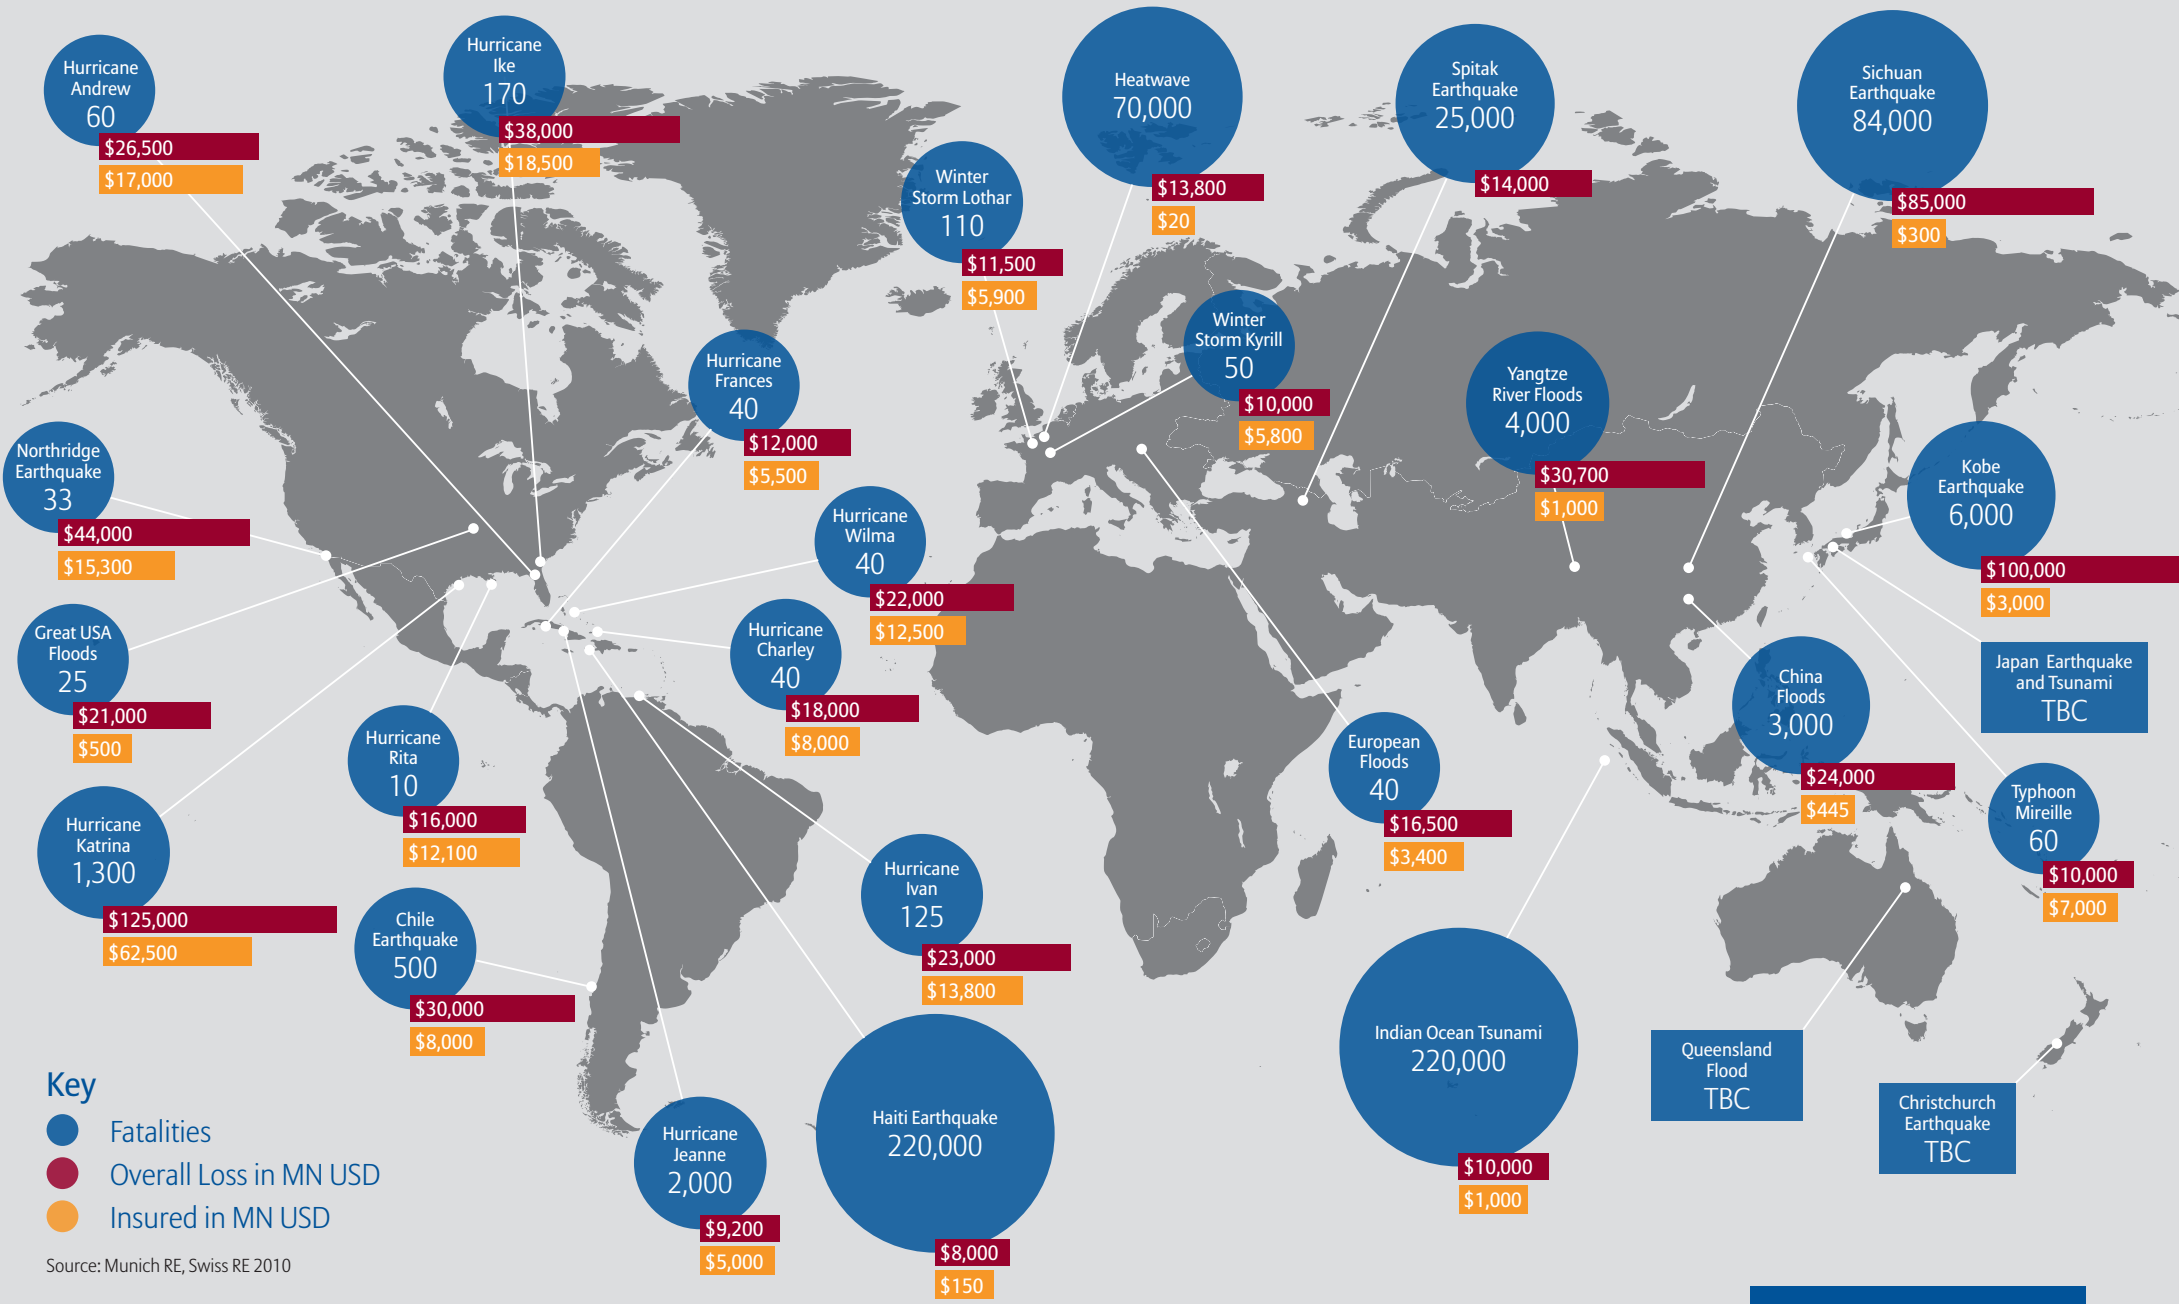 Hurricane
Andrew
60
$26,500
$17,000
Hurricane
Ike
170
$38,000
$18,500
Winter
Storm Lothar
110
$11,500
$5,900
Heatwave
70,000
$13,800
$20
Spitak
Earthquake
25,000
$14,000
Sichuan
Earthquake
84,000
$85,000
$300
Hurricane
Frances
40
$12,000
$5,500
Winter
Storm Kyrill
50
$10,000
$5,800
Yangtze
River Floods
4,000
$30,700
$1,000
Northridge
Earthquake
33
$44,000
$15,300
Hurricane
Wilma
40
$22,000
$12,500
Kobe
Earthquake
6,000
$100,000
$3,000
Great USA
Floods
25
$21,000
$500
Hurricane
Charley
40
$18,000
$8,000
Japan Earthquake
and Tsunami
TBC
China
Floods
3,000
$24,000
$445
Hurricane
Rita
10
$16,000
$12,100
European
Floods
40
$16,500
$3,400
Typhoon
Mireille
60
$10,000
$7,000
Hurricane
Katrina
1,300
$125,000
$62,500
Chile
Earthquake
500
$30,000
$8,000
Hurricane
Ivan
125
$23,000
$13,800
Indian Ocean Tsunami
220,000
$10,000
$1,000
Queensland
Flood
TBC
Christchurch
Earthquake
TBC
Hurricane
Jeanne
2,000
$9,200
$5,000
Haiti Earthquake
220,000
$8,000
$150
Key
Fatalities
Overall Loss in MN USD
Insured in MN USD
Source: Munich RE, Swiss RE 2010